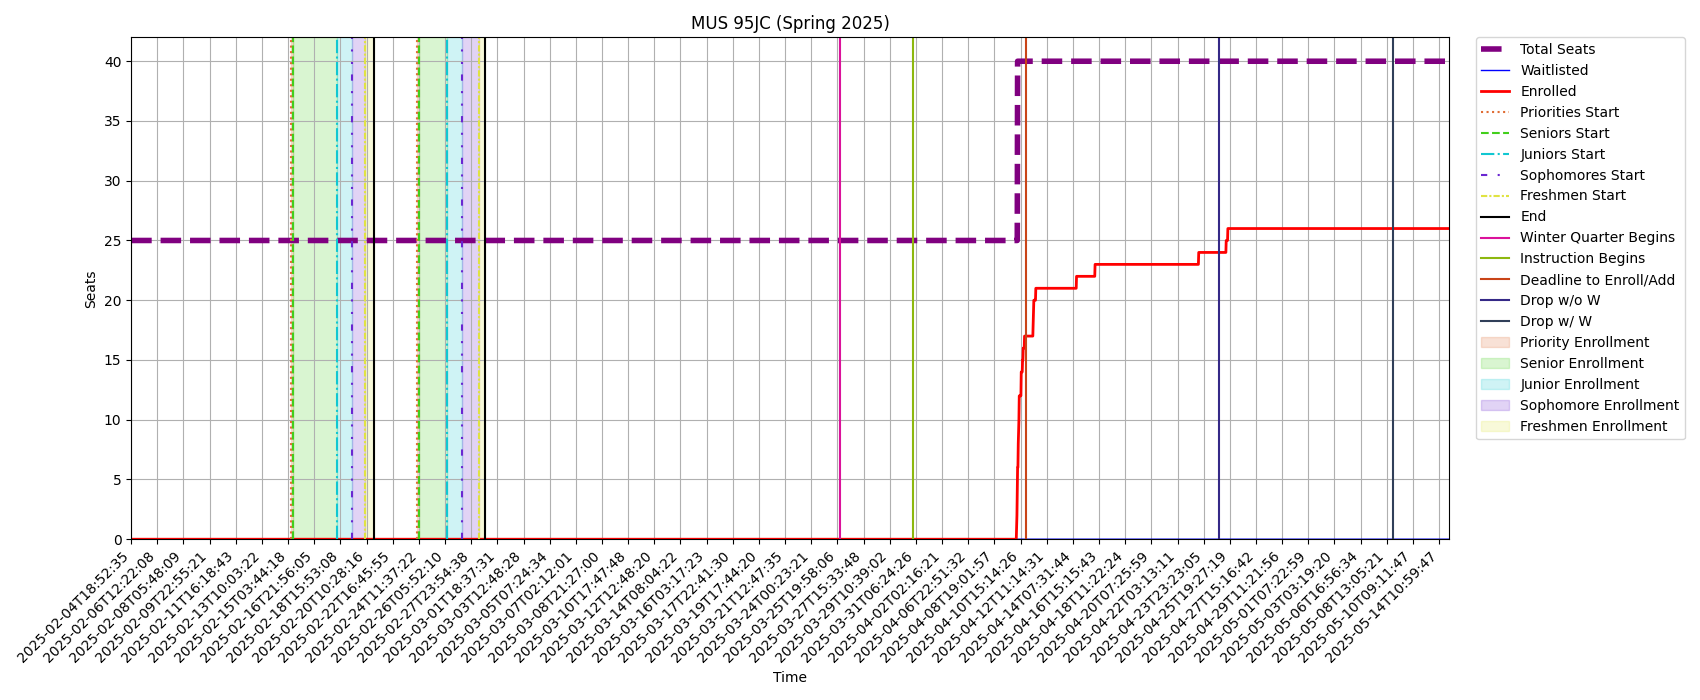 MUS 95JC (Spring 2025)
Seats
40
35
30
25
20
15
10
5
0
2025-02-04T18:52:35
2025-02-06T12:22:08
2025-02-08T05:48:09
2025-02-09T22:55:21
2025-02-11T16:18:43
2025-02-13T10:03:22
2025-02-15T03:44:18
2025-02-16T21:56:05
2025-02-18T15:53:08
2025-02-20T10:28:16
2025-02-22T16:45:55
2025-02-24T11:37:22
2025-02-26T05:52:10
2025-02-27T23:54:38
2025-03-01T18:37:31
2025-03-03T12:48:28
2025-03-05T07:24:34
2025-03-07T02:12:01
2025-03-08T21:27:00
2025-03-10T17:47:48
2025-03-12T12:48:20
2025-03-14T08:04:22
2025-03-16T03:17:23
2025-03-17T22:41:30
2025-03-19T17:44:20
2025-03-21T12:47:35
2025-03-24T00:23:21
2025-03-25T19:58:06
2025-03-27T15:33:48
2025-03-29T10:39:02
2025-03-31T06:24:26
2025-04-02T02:16:21
2025-04-06T22:51:32
2025-04-08T19:01:57
2025-04-10T15:14:26
2025-04-12T11:14:31
2025-04-14T07:31:44
2025-04-16T15:15:43
2025-04-18T11:22:24
2025-04-20T07:25:59
2025-04-22T03:13:11
2025-04-23T23:23:05
2025-04-25T19:27:19
2025-04-27T15:16:42
2025-04-29T11:21:56
2025-05-01T07:22:59
2025-05-03T03:19:20
2025-05-06T16:56:34
2025-05-08T13:05:21
2025-05-10T09:11:47
2025-05-14T10:59:47
Time
Total Seats
Waitlisted
Enrolled
Priorities Start
Seniors Start
Juniors Start
Sophomores Start
Freshmen Start
End
Winter Quarter Begins
Instruction Begins
Deadline to Enroll/Add
Drop w/o W
Drop w/ W
Priority Enrollment
Senior Enrollment
Junior Enrollment
Sophomore Enrollment
Freshmen Enrollment